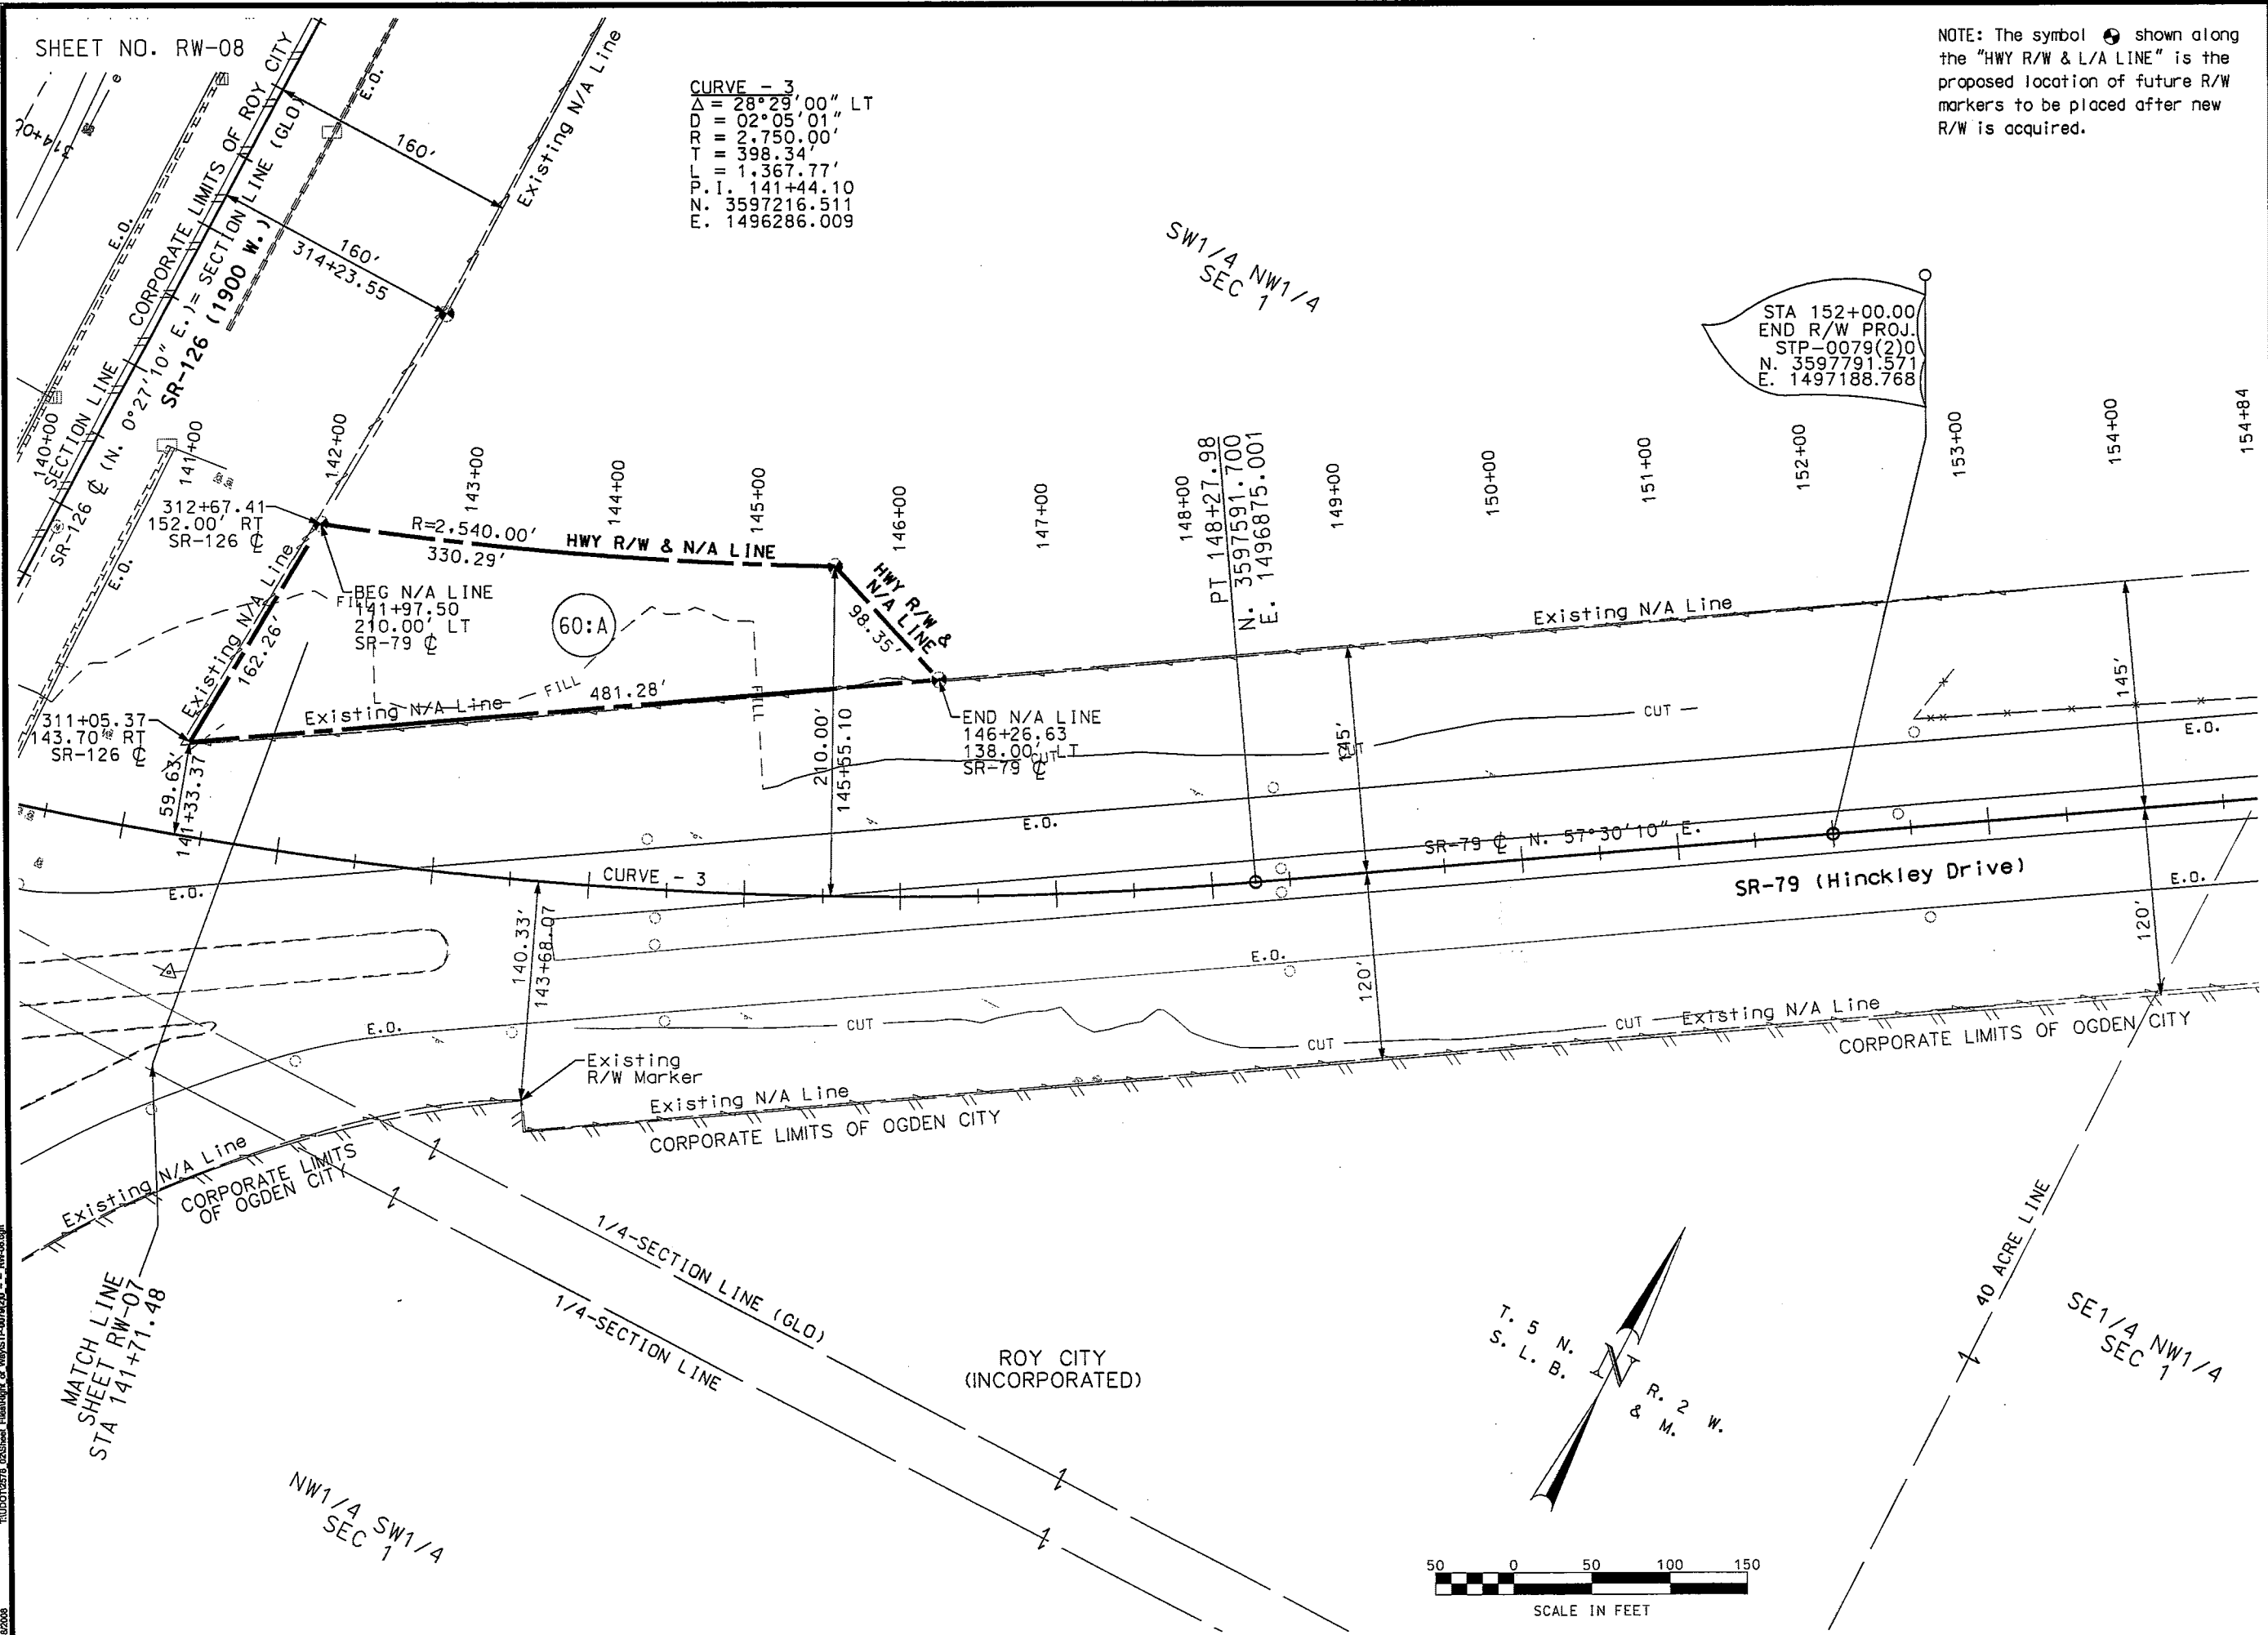 SHEET NO. RW-08
NOTE: The symbol shown along
the "HWY R/W & L/A LINE" is the
proposed location of future R/W
markers to be placed after new
R/W is acquired.
CURVE - 3
Δ = 28°29'00" LT
D = 02°05'01"
R = 2,750.00'
T = 398.34'
L = 1,367.77'
P.I. 141+44.10
N. 3597216.511
E. 1496286.009
CORPORATE LIMITS OF ROY CITY
SECTION LINE
SR-126 ℄ (N. 0°27'10" E.)= SECTION LINE (GLO)
SR-126 (1900 W.)
E.O.
E.O.
E.O.
160'
160'
314+23.55
Existing N/A Line
SW1/4 NW1/4
SEC 1
STA 152+00.00
END R/W PROJ.
STP-0079(2)0
N. 3597791.571
E. 1497188.768
140+00
141+00
142+00
143+00
144+00
145+00
146+00
147+00
148+00
149+00
150+00
151+00
152+00
153+00
154+00
154+84
PT 148+27.98
N. 3597591.700
E. 1496875.001
312+67.41
152.00' RT
SR-126 ℄
R=2,540.00'
330.29'
HWY R/W & N/A LINE
HWY R/W &
N/A LINE
98.35'
BEG N/A LINE
141+97.50
210.00' LT
SR-79 ℄
FILL
60:A
Existing N/A Line
162.26'
FILL
481.28'
Existing N/A Line
FILL
311+05.37
143.70' RT
SR-126 ℄
59.63'
141+33.37
210.00'
145+55.10
END N/A LINE
146+26.63
138.00' LT
SR-79 ℄
CUT
CUT
CUT
Existing N/A Line
145'
145'
E.O.
E.O.
E.O.
CURVE - 3
SR-79 ℄ N. 57°30'10" E.
SR-79 (Hinckley Drive)
E.O.
E.O.
E.O.
140.33'
143+68.07
120'
120'
CUT
CUT
CUT
Existing N/A Line
CORPORATE LIMITS OF OGDEN CITY
Existing
R/W Marker
Existing N/A Line
CORPORATE LIMITS OF OGDEN CITY
Existing N/A Line
CORPORATE LIMITS
OF OGDEN CITY
MATCH LINE
SHEET RW-07
STA 141+71.48
1/4-SECTION LINE (GLO)
1/4-SECTION LINE
NW1/4 SW1/4
SEC 1
ROY CITY
(INCORPORATED)
T. 5 N.
S. L. B.
N
R. 2 W.
& M.
40 ACRE LINE
SE1/4 NW1/4
SEC 1
50 0 50 100 150
SCALE IN FEET